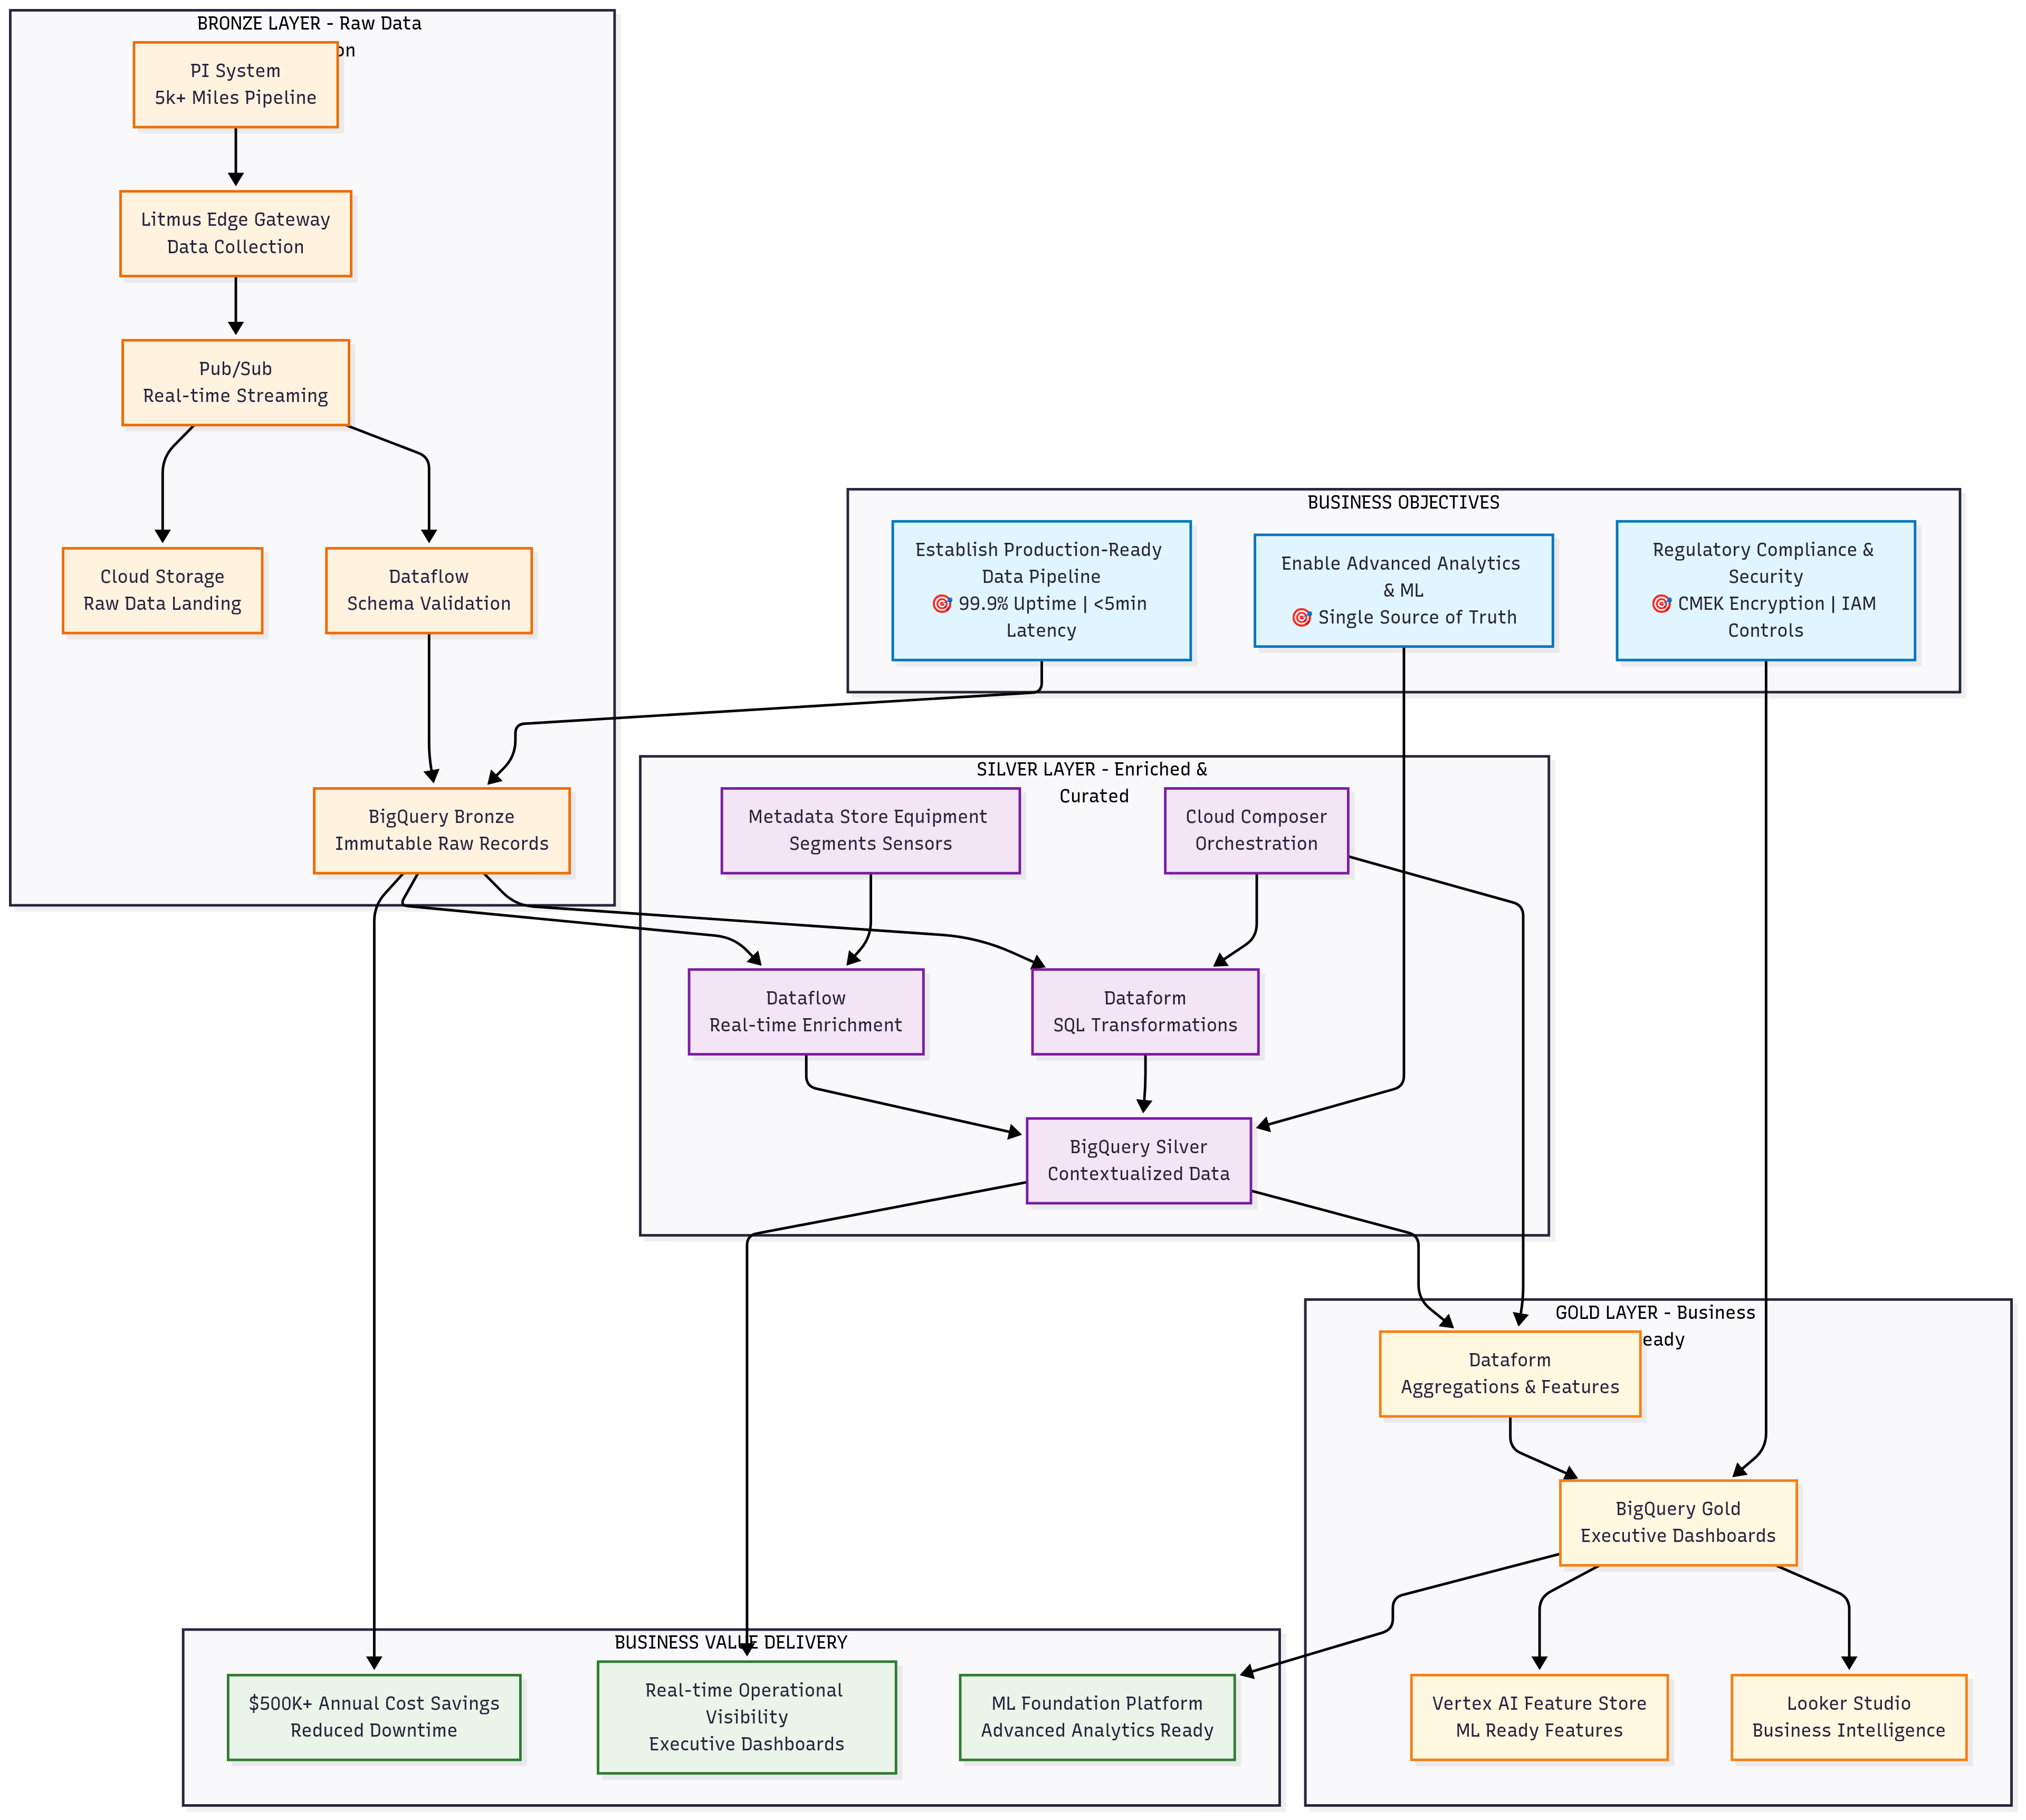 BRONZE LAYER - Raw Data
on
PI System
5k+ Miles Pipeline
Litmus Edge Gateway
Data Collection
Pub/Sub
Real-time Streaming
Cloud Storage
Raw Data Landing
Dataflow
Schema Validation
BigQuery Bronze
Immutable Raw Records
BUSINESS OBJECTIVES
Establish Production-Ready
Data Pipeline
🎯 99.9% Uptime | <5min
Latency
Enable Advanced Analytics
& ML
🎯 Single Source of Truth
Regulatory Compliance &
Security
🎯 CMEK Encryption | IAM
Controls
SILVER LAYER - Enriched &
Curated
Metadata Store Equipment
Segments Sensors
Cloud Composer
Orchestration
Dataflow
Real-time Enrichment
Dataform
SQL Transformations
BigQuery Silver
Contextualized Data
GOLD LAYER - Business
eady
Dataform
Aggregations & Features
BigQuery Gold
Executive Dashboards
Vertex AI Feature Store
ML Ready Features
Looker Studio
Business Intelligence
BUSINESS VALUE DELIVERY
$500K+ Annual Cost Savings
Reduced Downtime
Real-time Operational
Visibility
Executive Dashboards
ML Foundation Platform
Advanced Analytics Ready